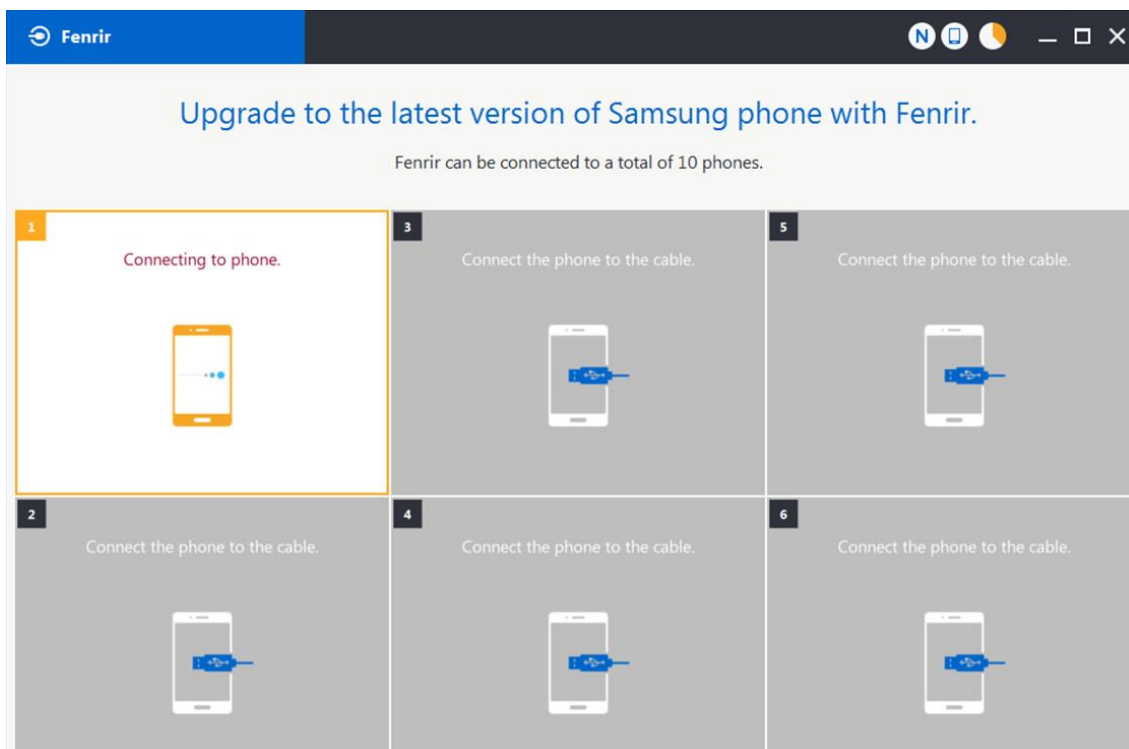 Fenrir
N
Upgrade to the latest version of Samsung phone with Fenrir.
Fenrir can be connected to a total of 10 phones.
1
Connecting to phone.
3
Connect the phone to the cable.
5
Connect the phone to the cable.
2
Connect the phone to the cable.
4
Connect the phone to the cable.
6
Connect the phone to the cable.